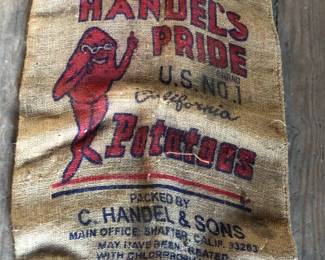 HANDEL'S
PRIDE
BRAND
U.S. NO. 1
California
Potatoes
PACKED BY
C. HANDEL & SONS
MAIN OFFICE: SHAFTER, CALIF. 93263
MAY HAVE BEEN TREATED
WITH